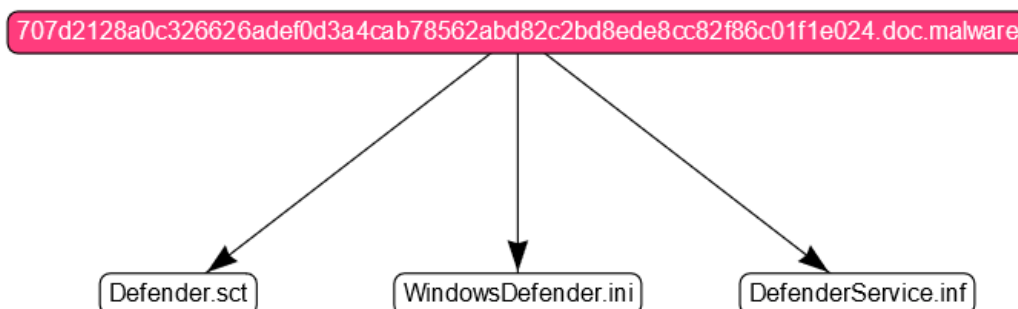 707d2128a0c326626adef0d3a4cab78562abd82c2bd8ede8cc82f86c01f1e024.doc.malware
Defender.sct
WindowsDefender.ini
DefenderService.inf